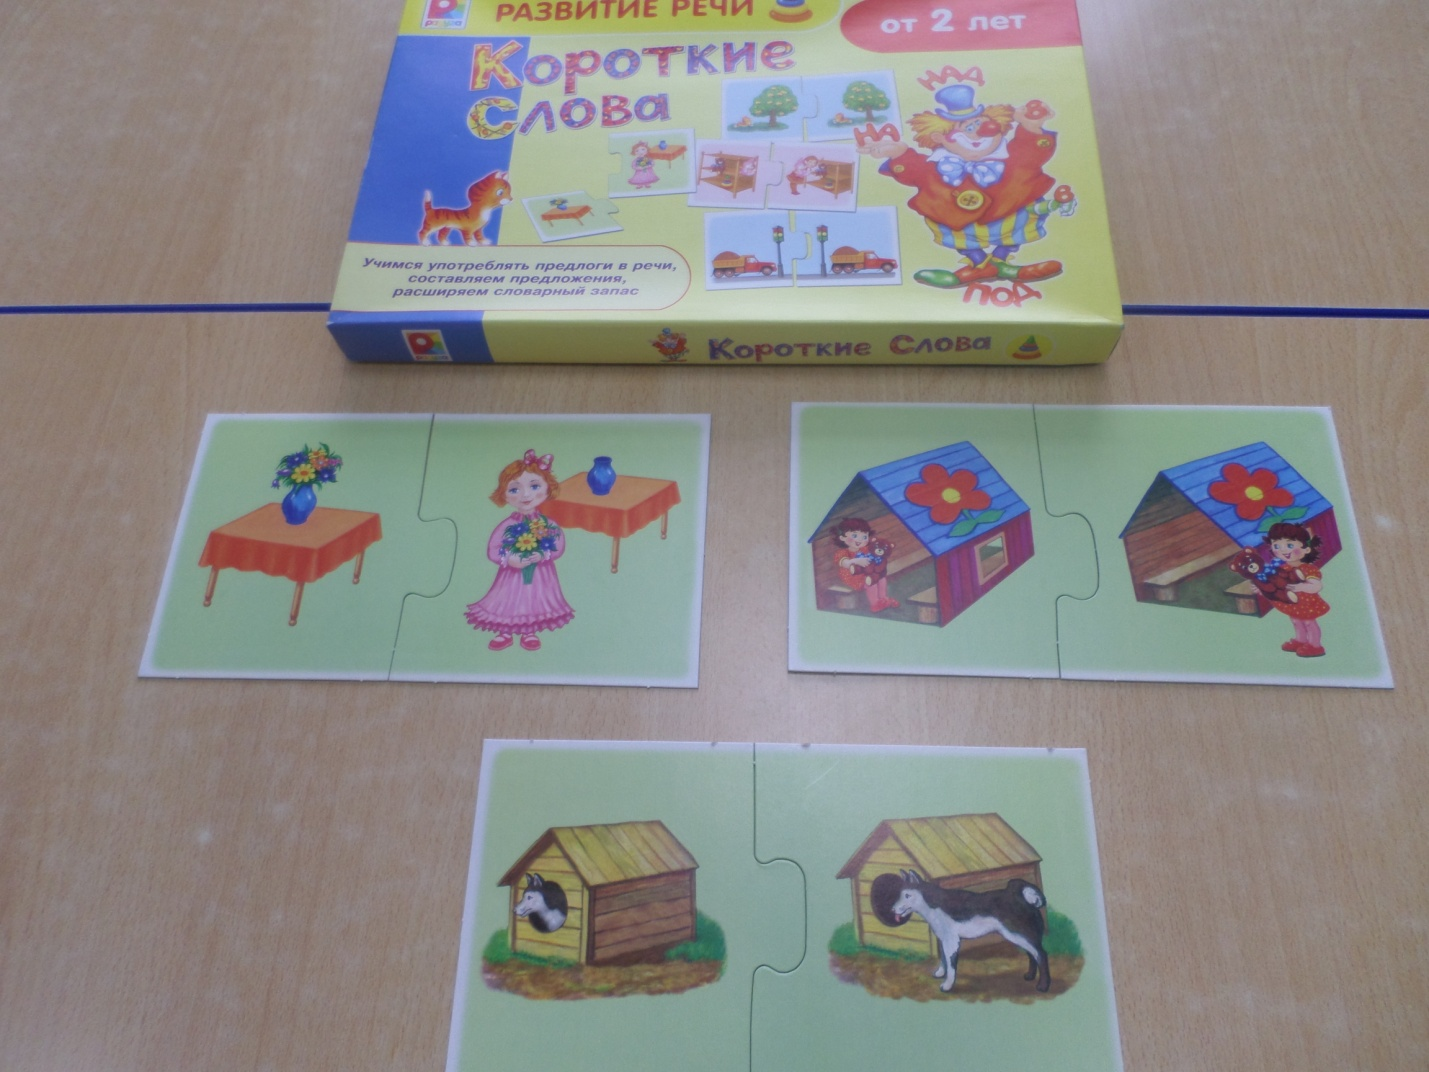 РАЗВИТИЕ РЕЧИ
от 2 лет
Короткие
Слова
НАД
НА
В
В
ПОД
Учимся употреблять предлоги в речи,
составляем предложения,
расширяем словарный запас
Короткие Слова